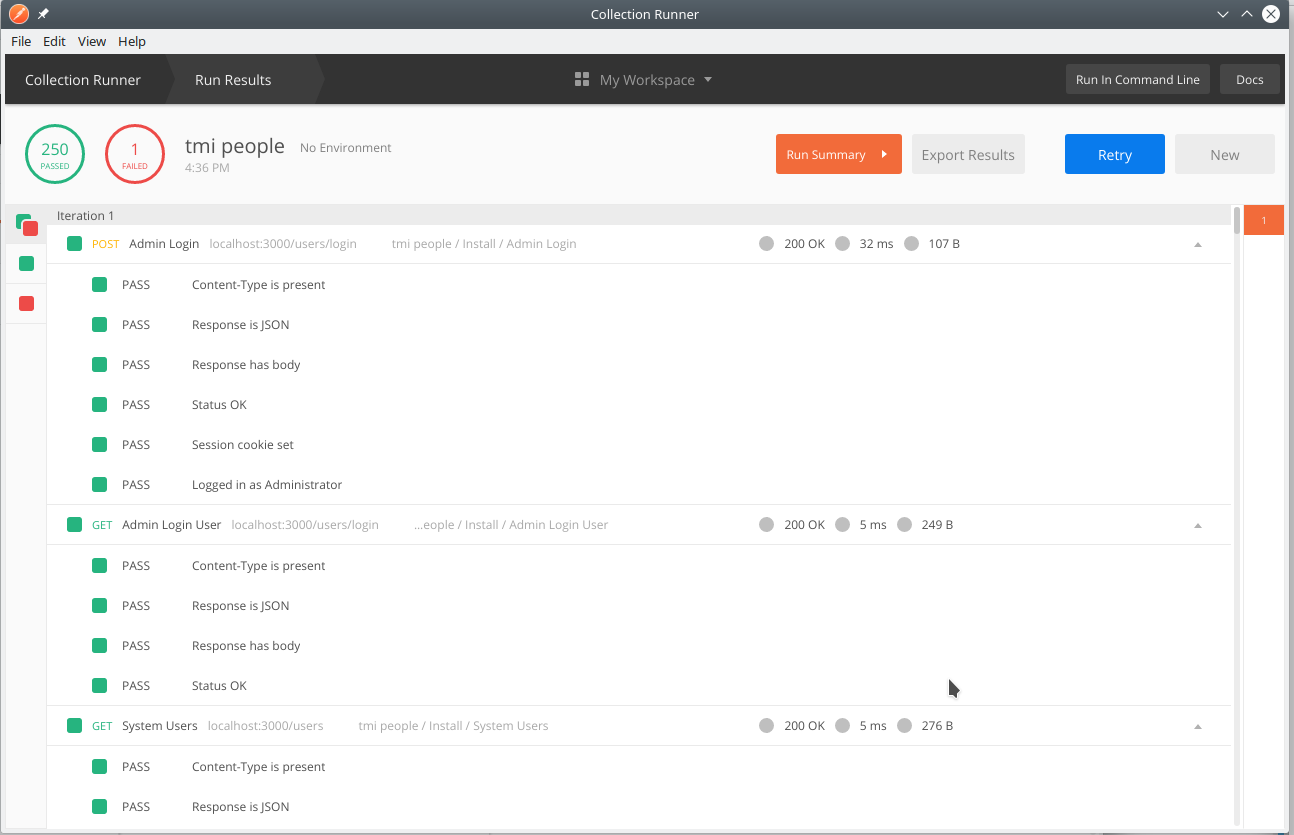 Collection Runner
File Edit View Help
Collection Runner Run Results My Workspace Run In Command Line Docs
250 PASSED 1 FAILED tmi people No Environment 4:36 PM Run Summary Export Results Retry New
Iteration 1 1
POST Admin Login localhost:3000/users/login tmi people / Install / Admin Login 200 OK 32 ms 107 B
PASS Content-Type is present
PASS Response is JSON
PASS Response has body
PASS Status OK
PASS Session cookie set
PASS Logged in as Administrator
GET Admin Login User localhost:3000/users/login ...eople / Install / Admin Login User 200 OK 5 ms 249 B
PASS Content-Type is present
PASS Response is JSON
PASS Response has body
PASS Status OK
GET System Users localhost:3000/users tmi people / Install / System Users 200 OK 5 ms 276 B
PASS Content-Type is present
PASS Response is JSON